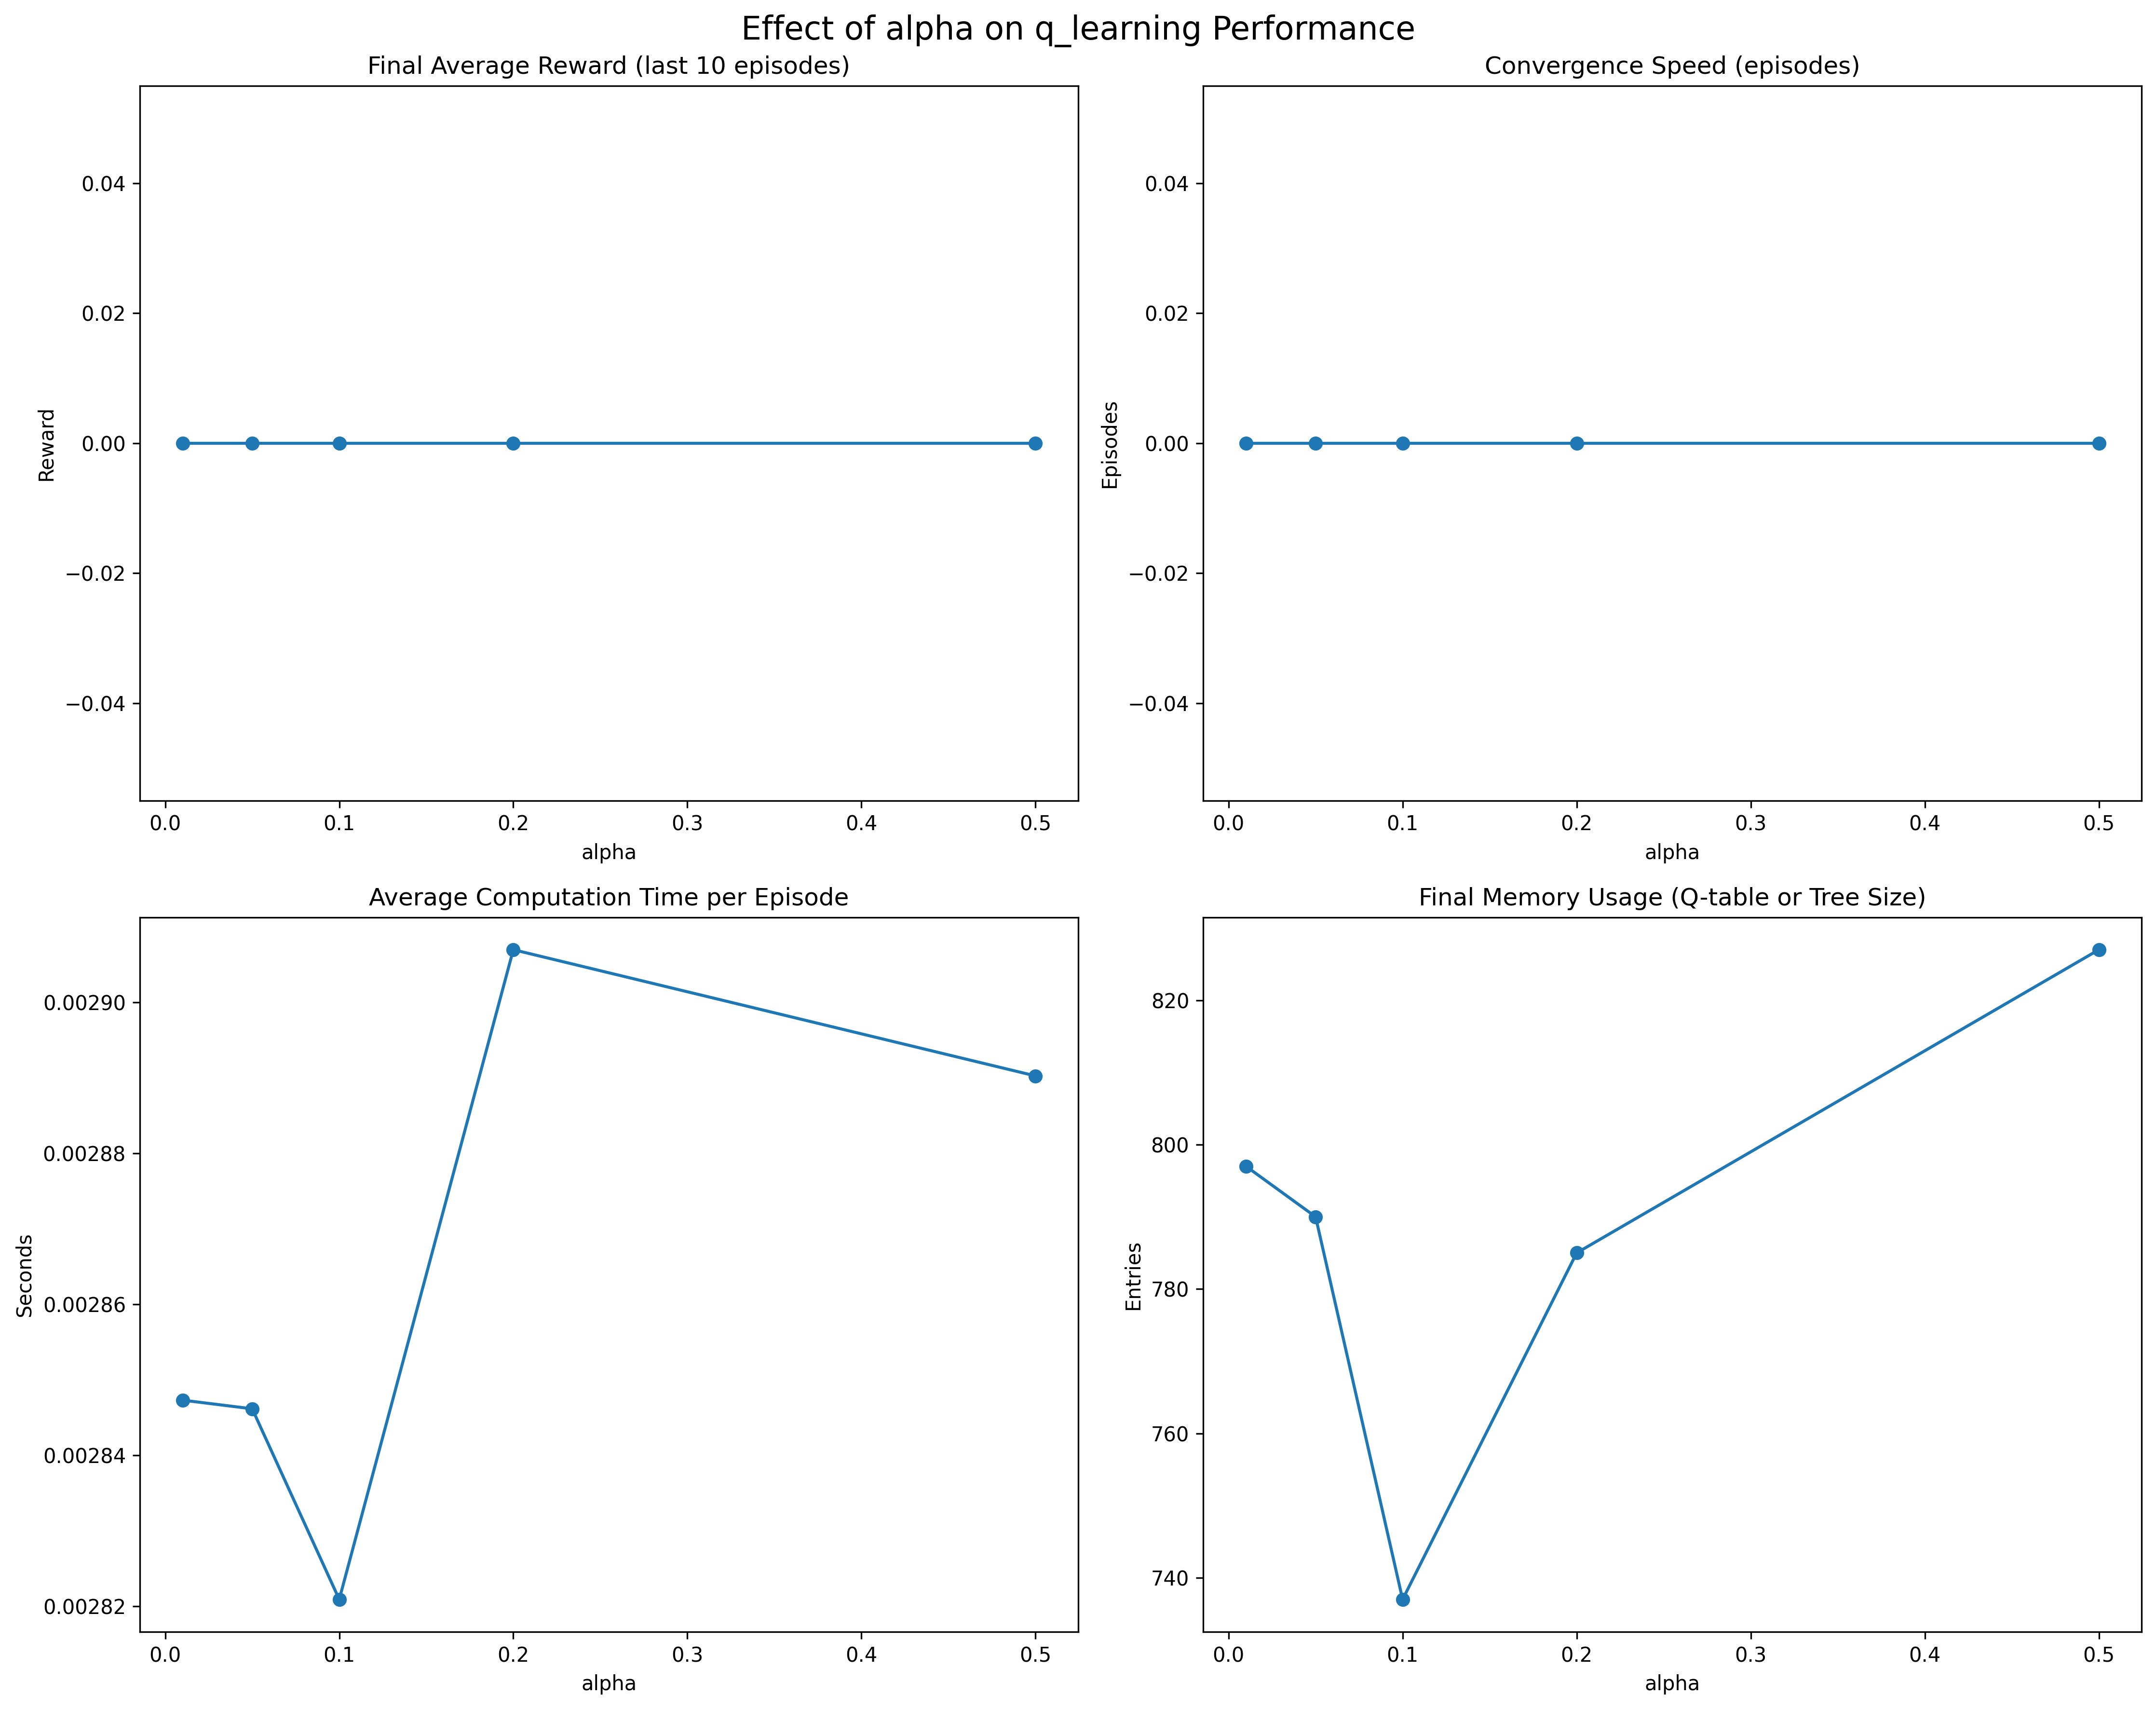 Effect of alpha on q_learning Performance
Final Average Reward (last 10 episodes)
0.04
0.02
0.00
−0.02
−0.04
Reward
0.0 0.1 0.2 0.3 0.4 0.5
alpha
Convergence Speed (episodes)
0.04
0.02
0.00
−0.02
−0.04
Episodes
0.0 0.1 0.2 0.3 0.4 0.5
alpha
Average Computation Time per Episode
0.00290
0.00288
0.00286
0.00284
0.00282
Seconds
0.0 0.1 0.2 0.3 0.4 0.5
alpha
Final Memory Usage (Q-table or Tree Size)
820
800
780
760
740
Entries
0.0 0.1 0.2 0.3 0.4 0.5
alpha